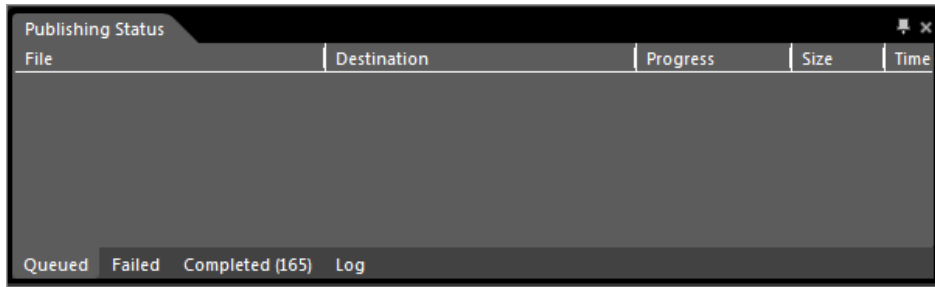 Publishing Status
File Destination Progress Size Time
Queued Failed Completed (165) Log